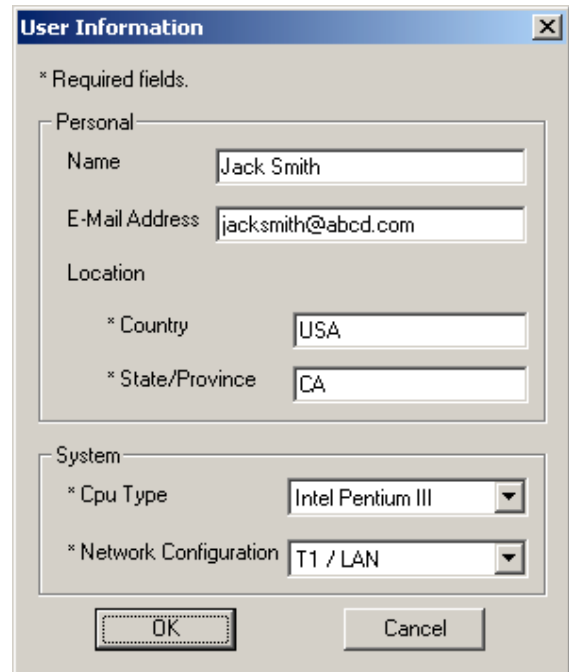 User Information
* Required fields.
Personal
Name Jack Smith
E-Mail Address jacksmith@abcd.com
Location
* Country USA
* State/Province CA
System
* Cpu Type Intel Pentium III
* Network Configuration T1 / LAN
OK Cancel